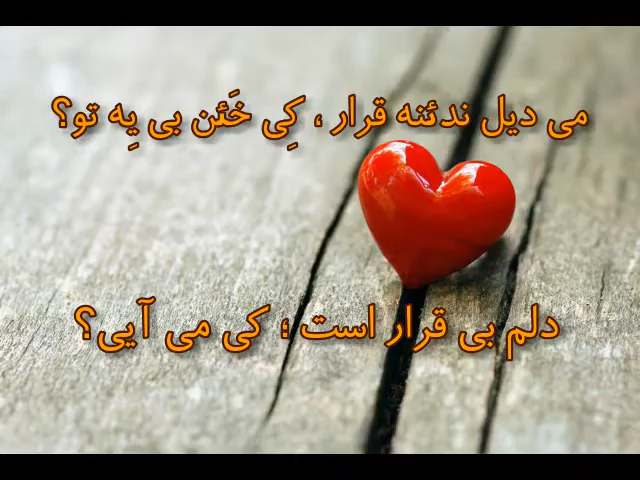 می دیل ندئنه قرار ، کِی خَئن بی یِه تو؟
دلم بی قرار است ؛ کی می آیی؟